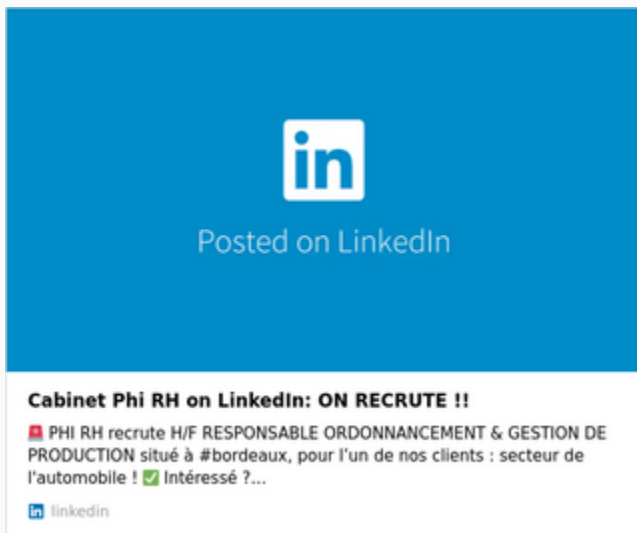 in
Posted on LinkedIn
Cabinet Phi RH on LinkedIn: ON RECRUTE !!
🚨 PHI RH recrute H/F RESPONSABLE ORDONNANCEMENT & GESTION DE
PRODUCTION situé à #bordeaux, pour l'un de nos clients : secteur de
l'automobile ! ✅ Intéressé ?...
in linkedin